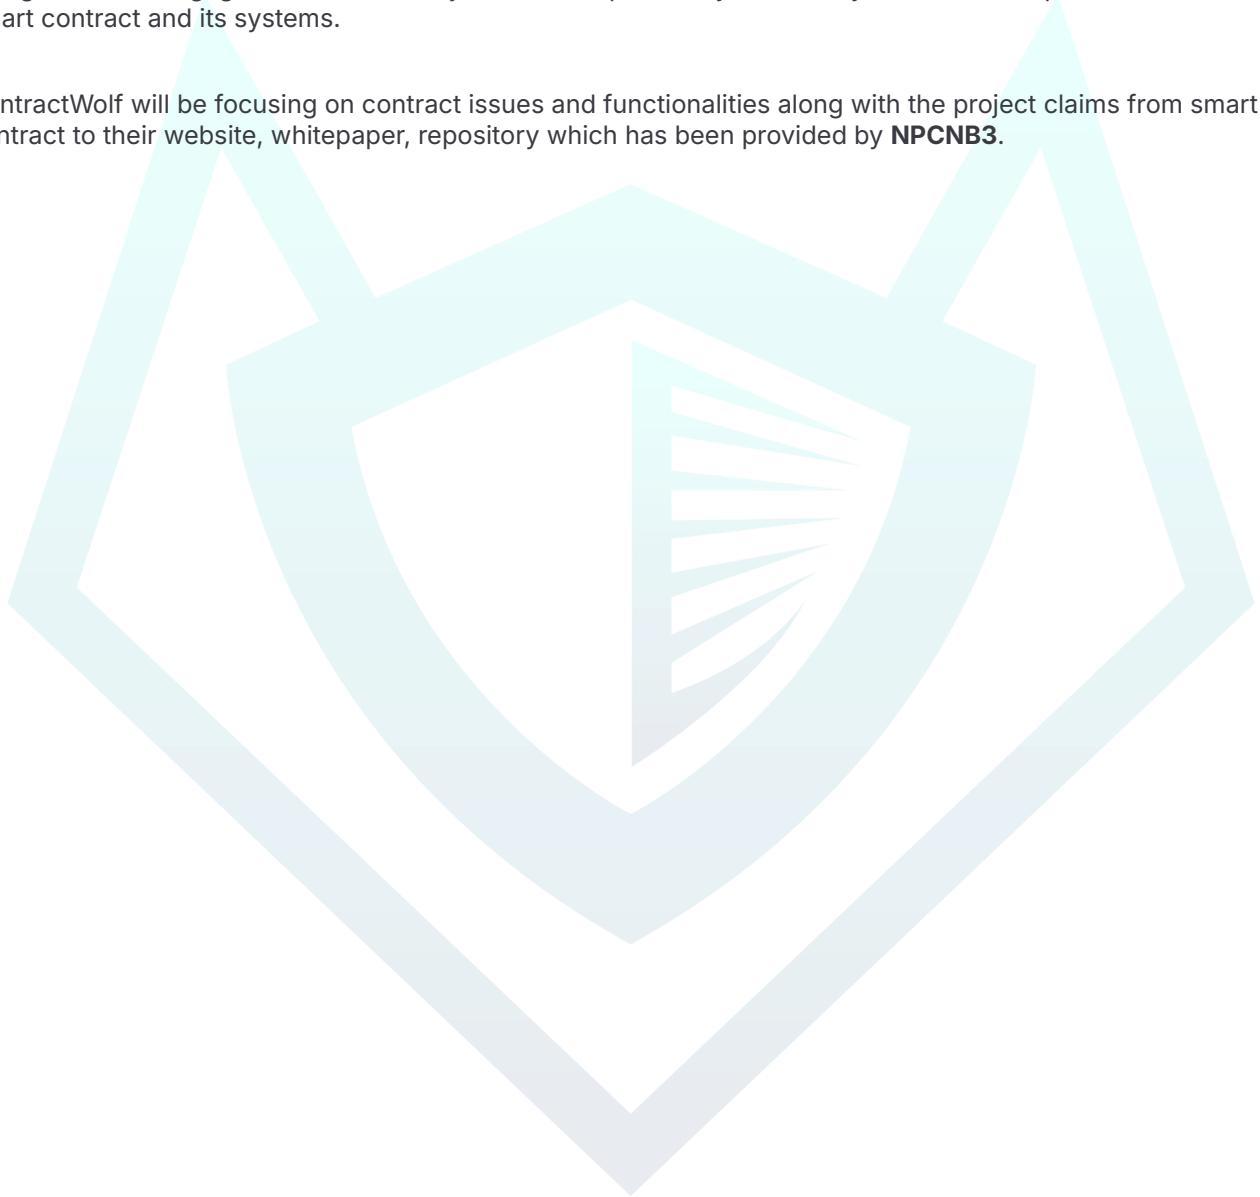 art contract and its systems.
ntractWolf will be focusing on contract issues and functionalities along with the project claims from smart
ntract to their website, whitepaper, repository which has been provided by NPCNB3.